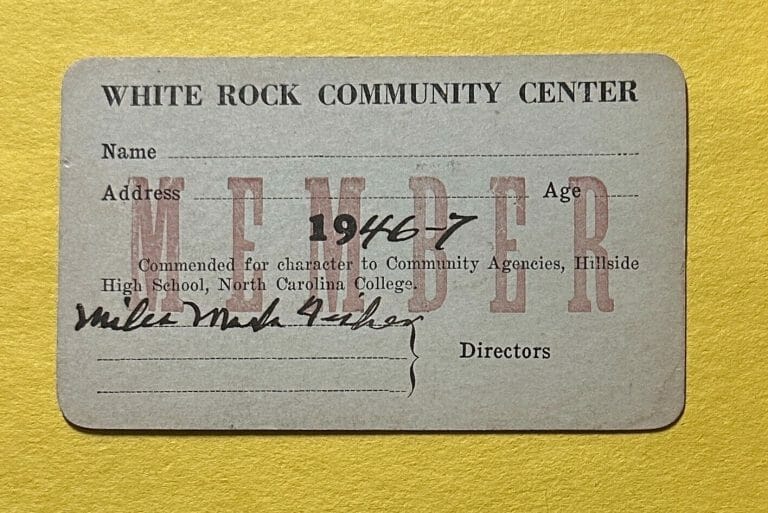 WHITE ROCK COMMUNITY CENTER
Name
Address Age
MEMBER
1946-7
Commended for character to Community Agencies, Hillside
High School, North Carolina College.
Miles Mark Fisher
Directors